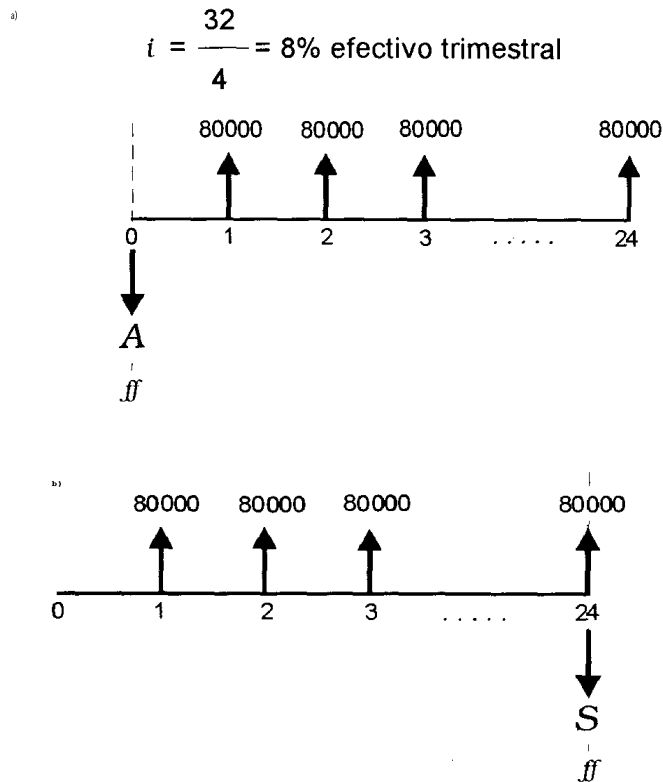 a)
i = 32/4 = 8% efectivo trimestral
80000 80000 80000 80000
0 1 2 3 ..... 24
A
ff
b)
80000 80000 80000 80000
0 1 2 3 ..... 24
S
ff